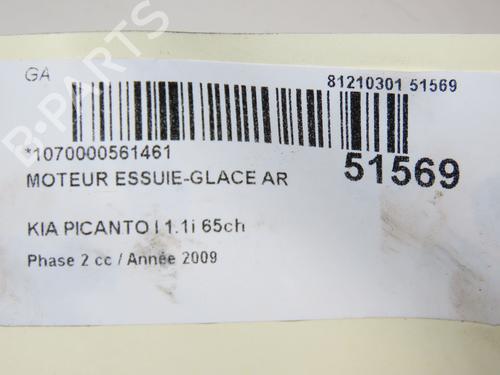 GA
81210301 51569
*1070000561461
51569
MOTEUR ESSUIE-GLACE AR
KIA PICANTO I 1.1i 65ch
Phase 2 cc / Année 2009
B-PARTS